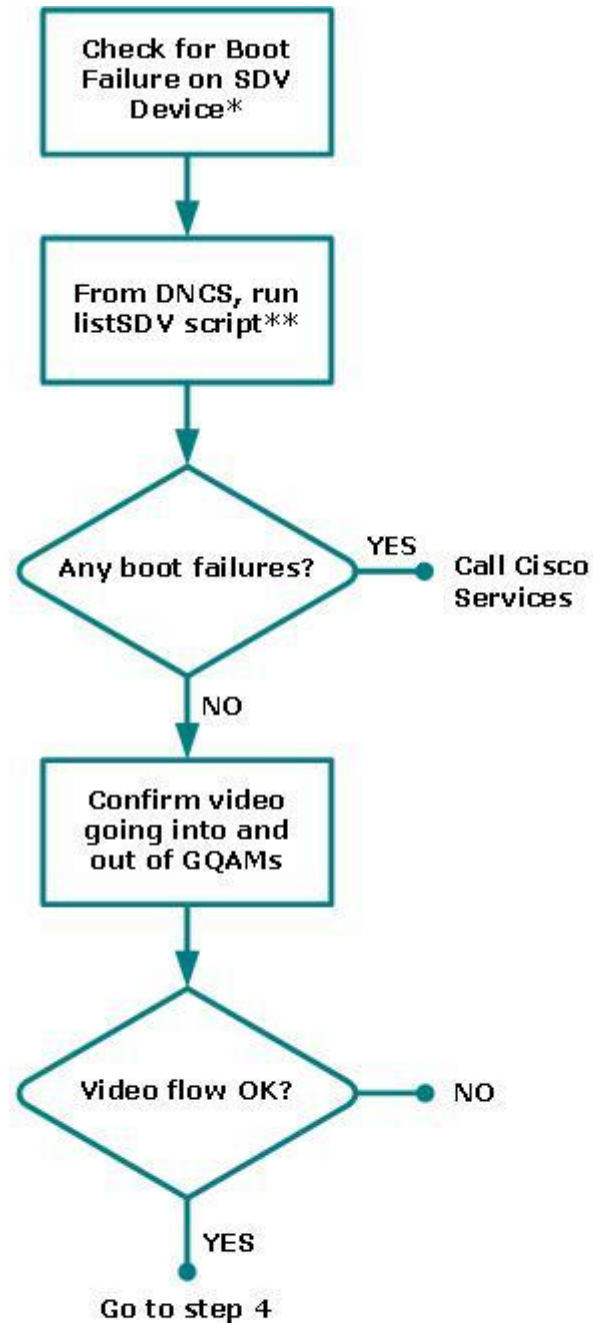 Check for Boot
Failure on SDV
Device*
From DNCS, run
listSDV script**
Any boot failures?
YES
Call Cisco
Services
NO
Confirm video
going into and
out of GQAMs
Video flow OK?
NO
YES
Go to step 4